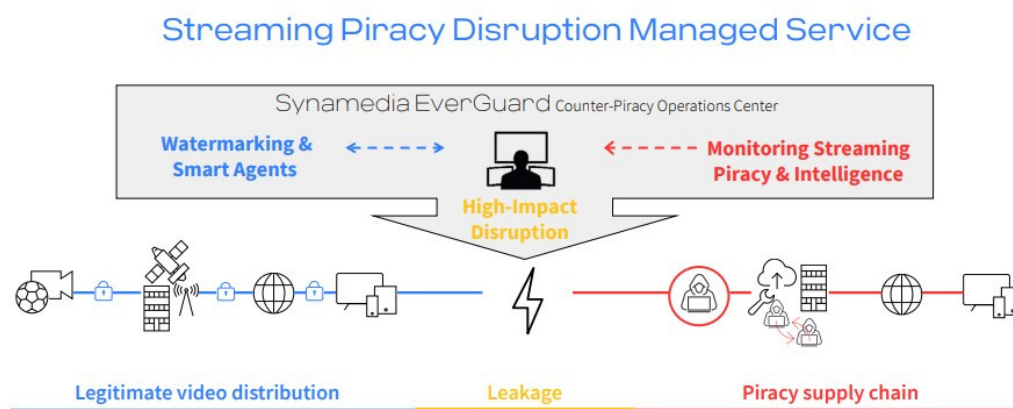 Streaming Piracy Disruption Managed Service
Synamedia EverGuard Counter-Piracy Operations Center
Watermarking &
Smart Agents
Monitoring Streaming
Piracy & Intelligence
High-Impact
Disruption
Legitimate video distribution
Leakage
Piracy supply chain